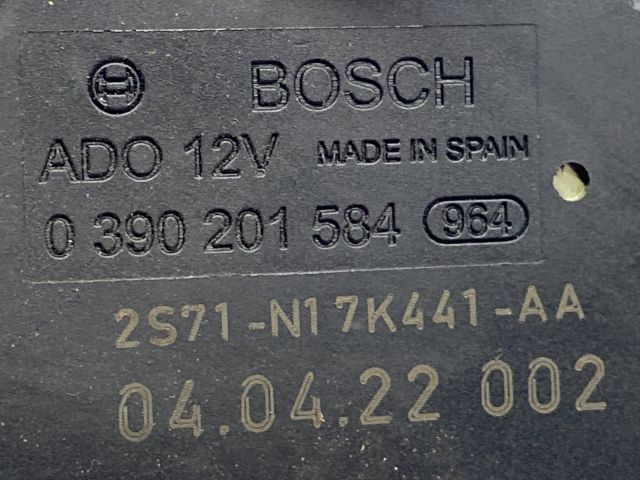 BOSCH
ADO 12V MADE IN SPAIN
0 390 201 584 964
2S71-N17K441-AA
04.04.22 002